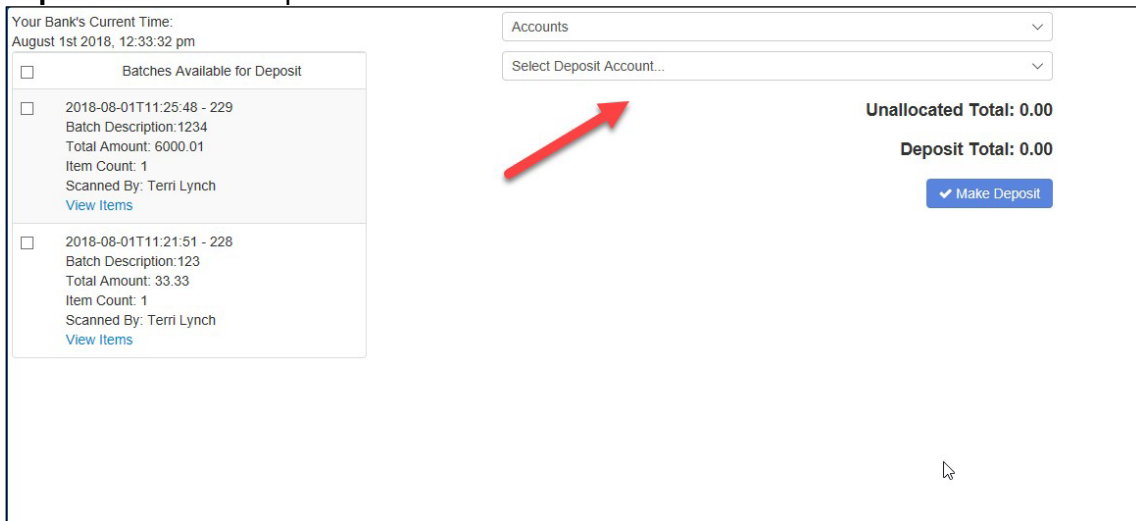 Your Bank's Current Time:
August 1st 2018, 12:33:32 pm
Batches Available for Deposit
2018-08-01T11:25:48 - 229
Batch Description:1234
Total Amount: 6000.01
Item Count: 1
Scanned By: Terri Lynch
View Items
2018-08-01T11:21:51 - 228
Batch Description:123
Total Amount: 33.33
Item Count: 1
Scanned By: Terri Lynch
View Items
Accounts
Select Deposit Account...
Unallocated Total: 0.00
Deposit Total: 0.00
Make Deposit